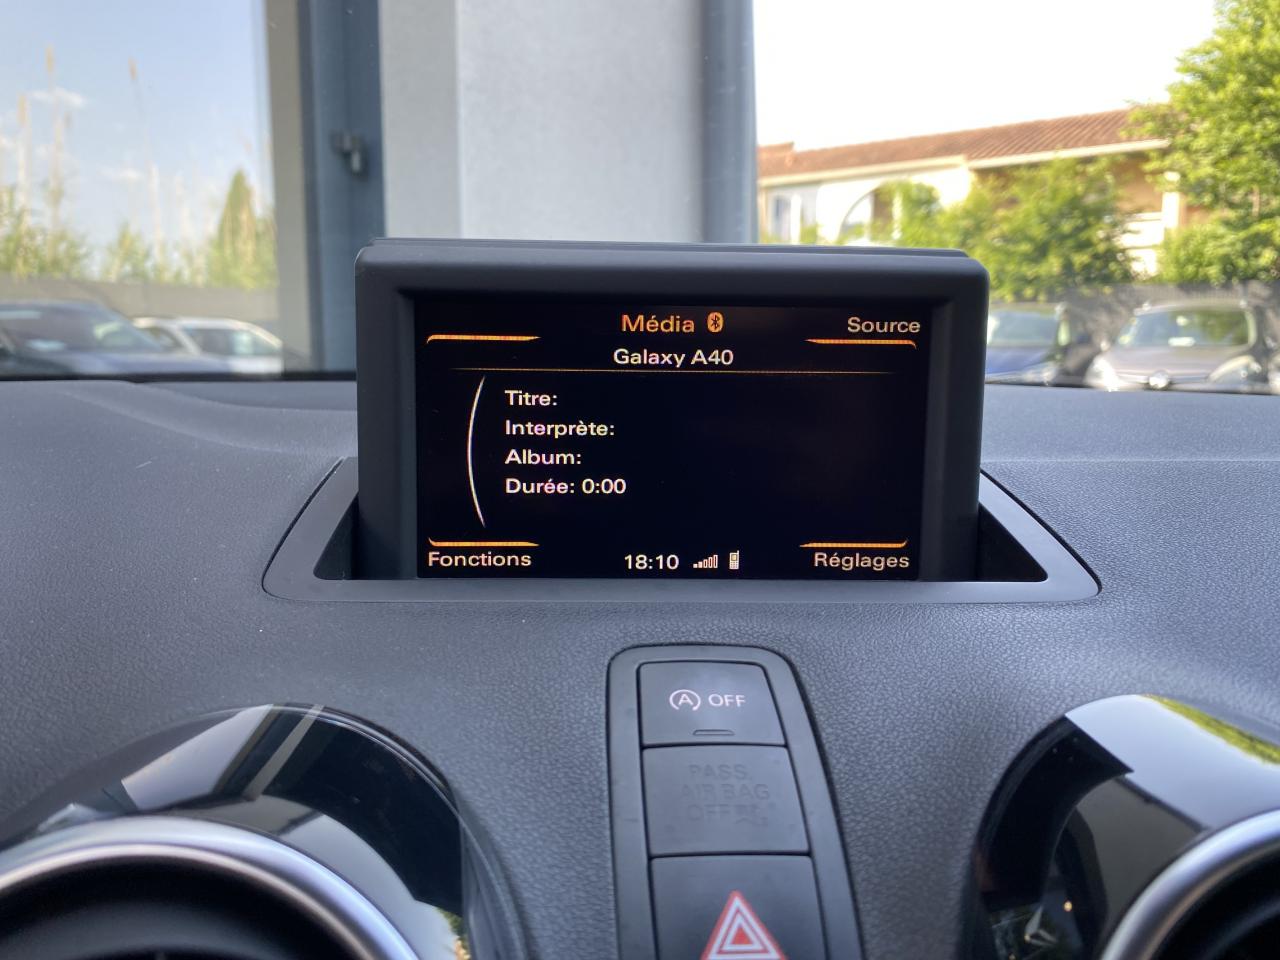 Média
Source
Galaxy A40
Titre:
Interprète:
Album:
Durée: 0:00
Fonctions
18:10
Réglages
A OFF
PASS.
AIR BAG
OFF